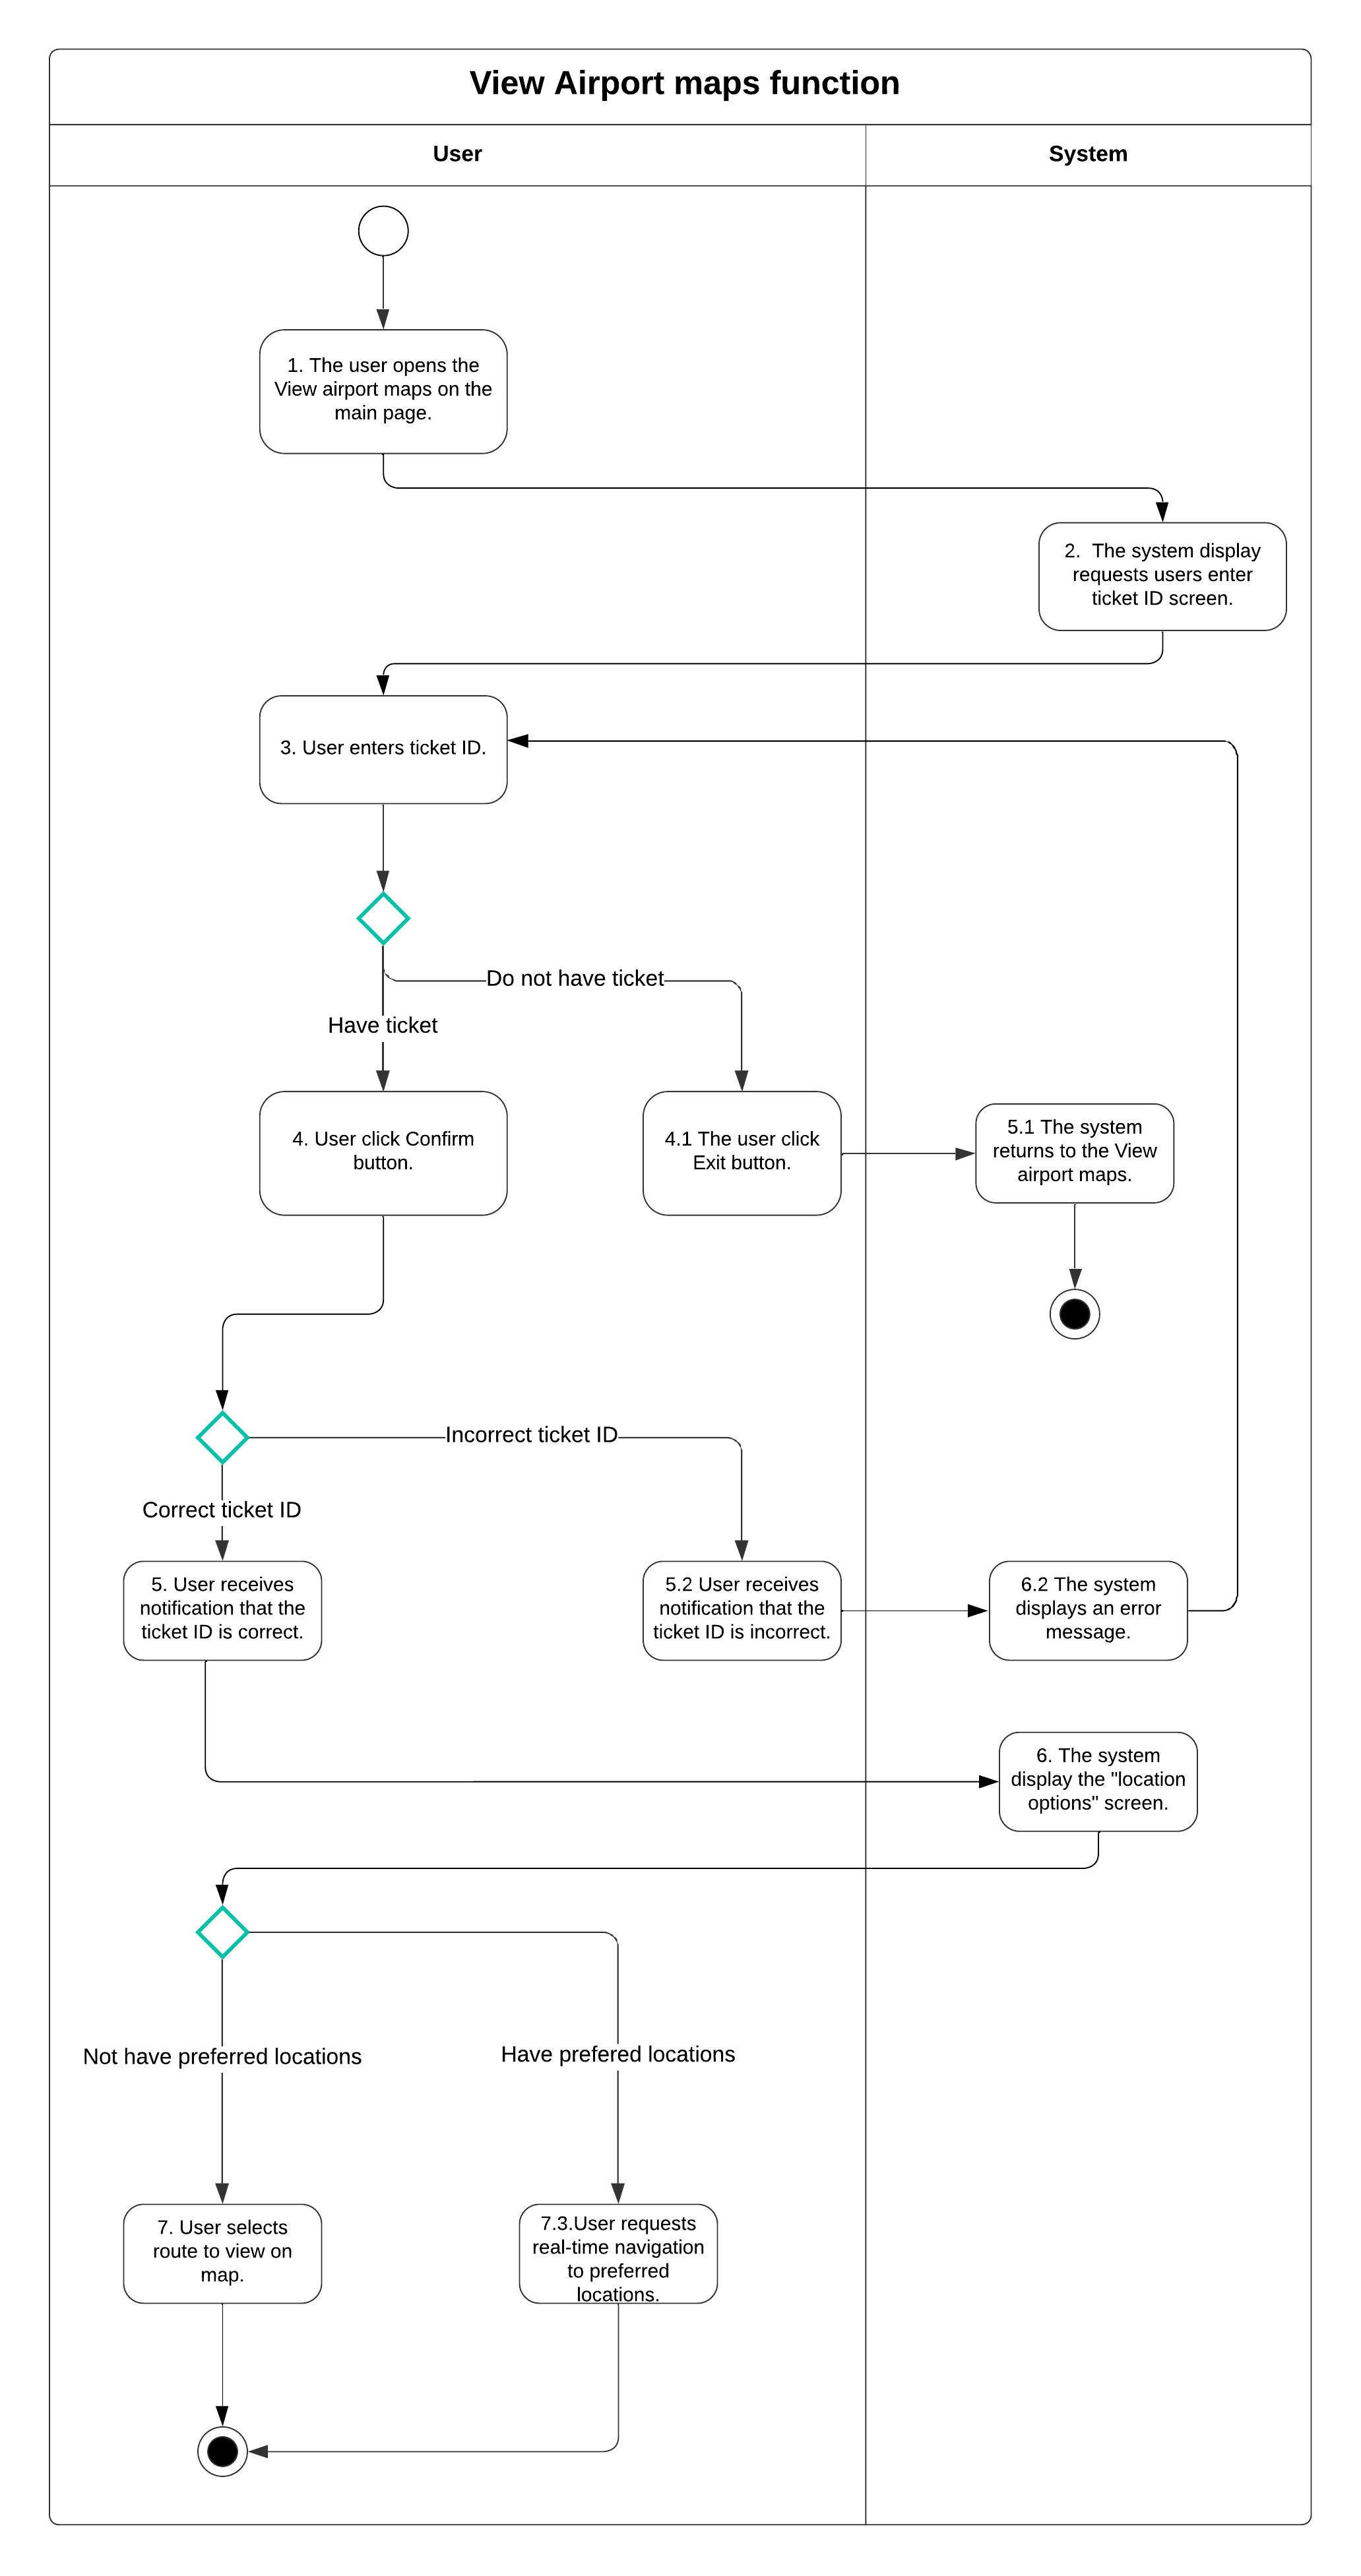 View Airport maps function
User
System
1. The user opens the
View airport maps on the
main page.
2.  The system display
requests users enter
ticket ID screen.
3. User enters ticket ID.
Do not have ticket
Have ticket
4. User click Confirm
button.
4.1 The user click
Exit button.
5.1 The system
returns to the View
airport maps.
Incorrect ticket ID
Correct ticket ID
5. User receives
notification that the
ticket ID is correct.
5.2 User receives
notification that the
ticket ID is incorrect.
6.2 The system
displays an error
message.
6. The system
display the "location
options" screen.
Not have preferred locations
Have prefered locations
7. User selects
route to view on
map.
7.3.User requests
real-time navigation
to preferred
locations.